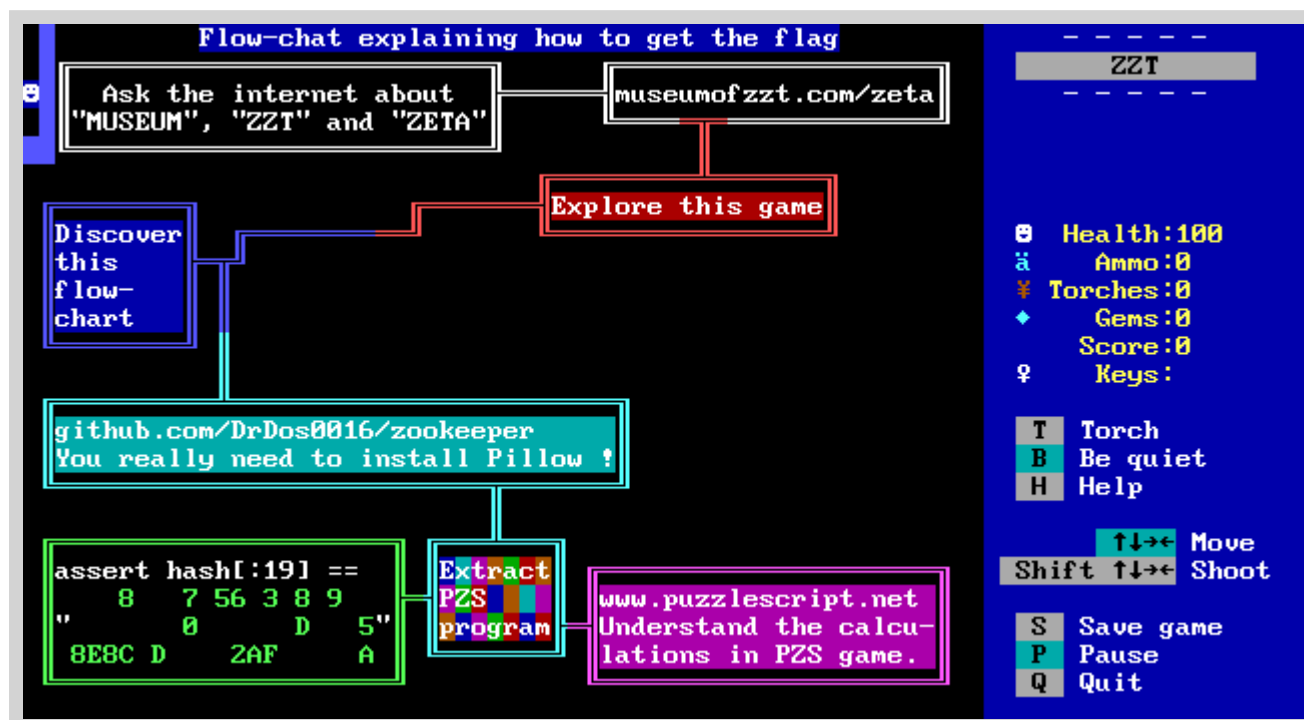 Flow-chat explaining how to get the flag
Ask the internet about
"MUSEUM", "ZZT" and "ZETA"
museumofzzt.com/zeta
Explore this game
Discover
this
flow-
chart
github.com/DrDos0016/zookeeper
You really need to install Pillow !
assert hash[:19] ==
8 7 56 3 8 9
" 0 D 5"
8E8C D 2AF A
Extract
PZS
program
www.puzzlescript.net
Understand the calcu-
lations in PZS game.
- - - - -
ZZT
- - - - -
Health:100
Ammo:0
Torches:0
Gems:0
Score:0
Keys:
T Torch
B Be quiet
H Help
↑↓→← Move
Shift ↑↓→← Shoot
S Save game
P Pause
Q Quit